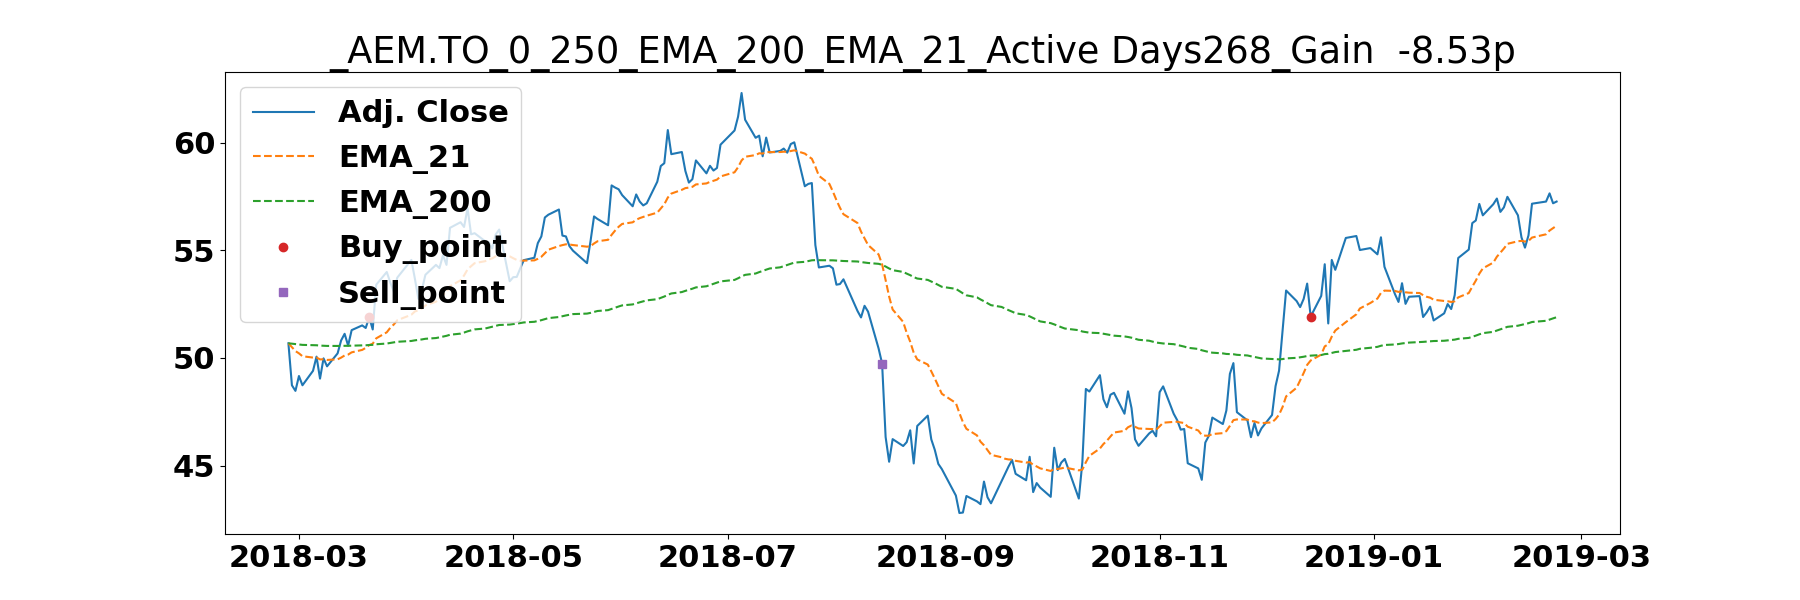 _AEM.TO_0_250_EMA_200_EMA_21_Active Days268_Gain  -8.53p
Adj. Close
EMA_21
EMA_200
Buy_point
Sell_point
60
55
50
45
2018-03 2018-05 2018-07 2018-09 2018-11 2019-01 2019-03